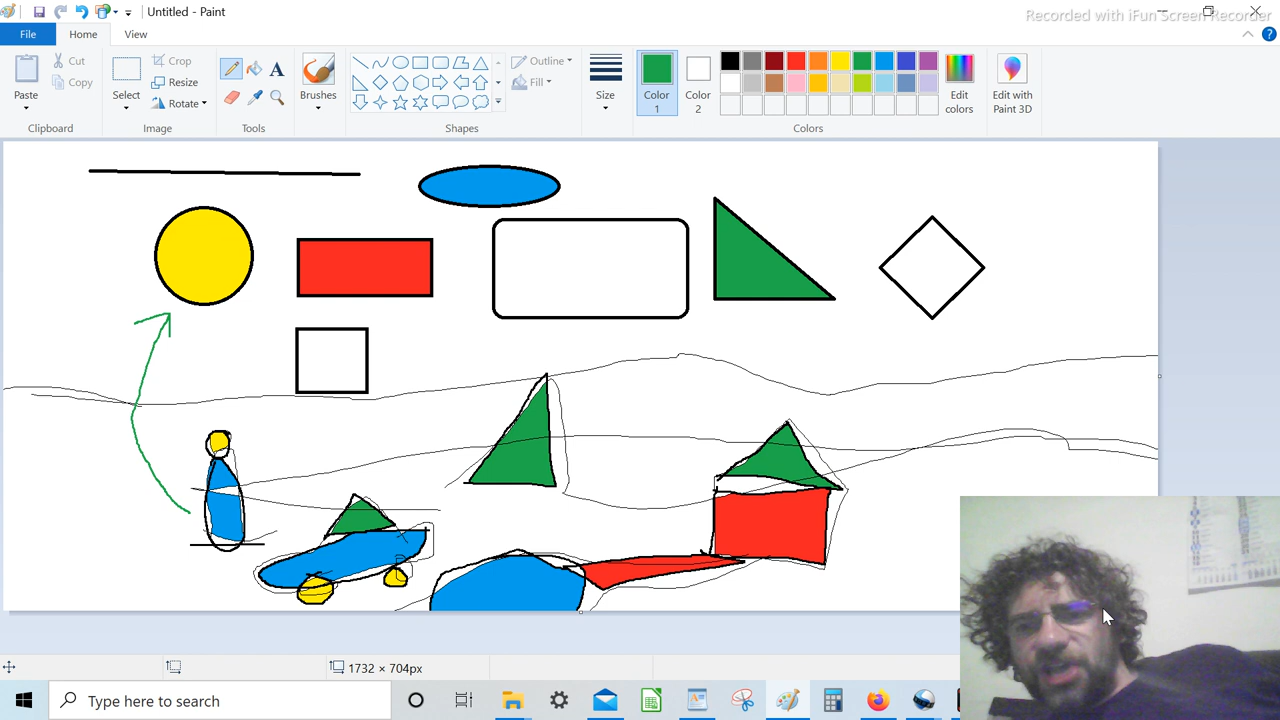 Untitled - Paint
Recorded with iFun Screen Recorder
File
Home
View
Paste
Cut
Copy
Clipboard
Select
Crop
Resize
Rotate
Image
A
Tools
Brushes
Outline
Fill
Shapes
Size
Color
1
Color
2
Edit
colors
Colors
Edit with
Paint 3D
?
1732 × 704px
Type here to search